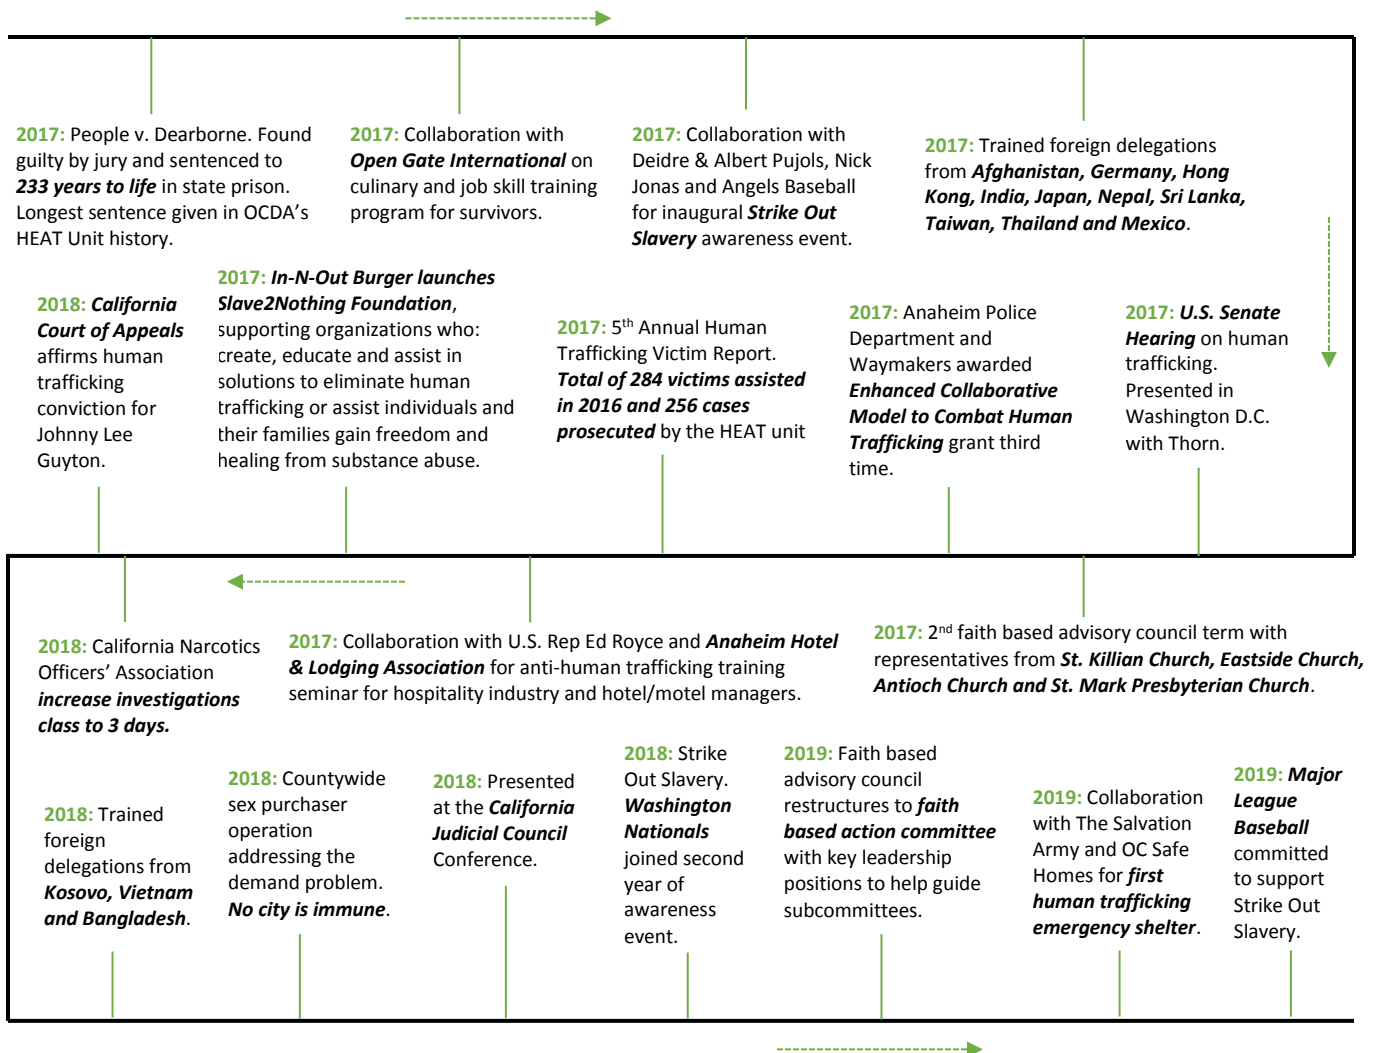 2017: People v. Dearborne. Found
guilty by jury and sentenced to
233 years to life in state prison.
Longest sentence given in OCDA's
HEAT Unit history.
2017: Collaboration with
Open Gate International on
culinary and job skill training
program for survivors.
2017: Collaboration with
Deidre & Albert Pujols, Nick
Jonas and Angels Baseball
for inaugural Strike Out
Slavery awareness event.
2017: Trained foreign delegations
from Afghanistan, Germany, Hong
Kong, India, Japan, Nepal, Sri Lanka,
Taiwan, Thailand and Mexico.
2018: California
Court of Appeals
affirms human
trafficking
conviction for
Johnny Lee
Guyton.
2017: In-N-Out Burger launches
Slave2Nothing Foundation,
supporting organizations who:
create, educate and assist in
solutions to eliminate human
trafficking or assist individuals and
their families gain freedom and
healing from substance abuse.
2017: 5th Annual Human
Trafficking Victim Report.
Total of 284 victims assisted
in 2016 and 256 cases
prosecuted by the HEAT unit
2017: Anaheim Police
Department and
Waymakers awarded
Enhanced Collaborative
Model to Combat Human
Trafficking grant third
time.
2017: U.S. Senate
Hearing on human
trafficking.
Presented in
Washington D.C.
with Thorn.
2018: California Narcotics
Officers' Association
increase investigations
class to 3 days.
2017: Collaboration with U.S. Rep Ed Royce and Anaheim Hotel
& Lodging Association for anti-human trafficking training
seminar for hospitality industry and hotel/motel managers.
2017: 2nd faith based advisory council term with
representatives from St. Killian Church, Eastside Church,
Antioch Church and St. Mark Presbyterian Church.
2018: Trained
foreign
delegations from
Kosovo, Vietnam
and Bangladesh.
2018: Countywide
sex purchaser
operation
addressing the
demand problem.
No city is immune.
2018: Presented
at the California
Judicial Council
Conference.
2018: Strike
Out Slavery.
Washington
Nationals
joined second
year of
awareness
event.
2019: Faith based
advisory council
restructures to faith
based action committee
with key leadership
positions to help guide
subcommittees.
2019: Collaboration
with The Salvation
Army and OC Safe
Homes for first
human trafficking
emergency shelter.
2019: Major
League
Baseball
committed
to support
Strike Out
Slavery.